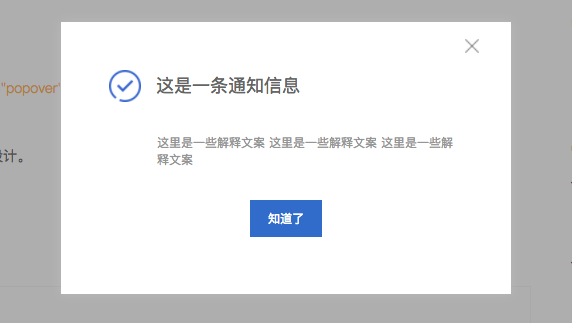 "popover'
这是一条通知信息
这里是一些解释文案 这里是一些解释文案 这里是一些解
释文案
设计。
知道了